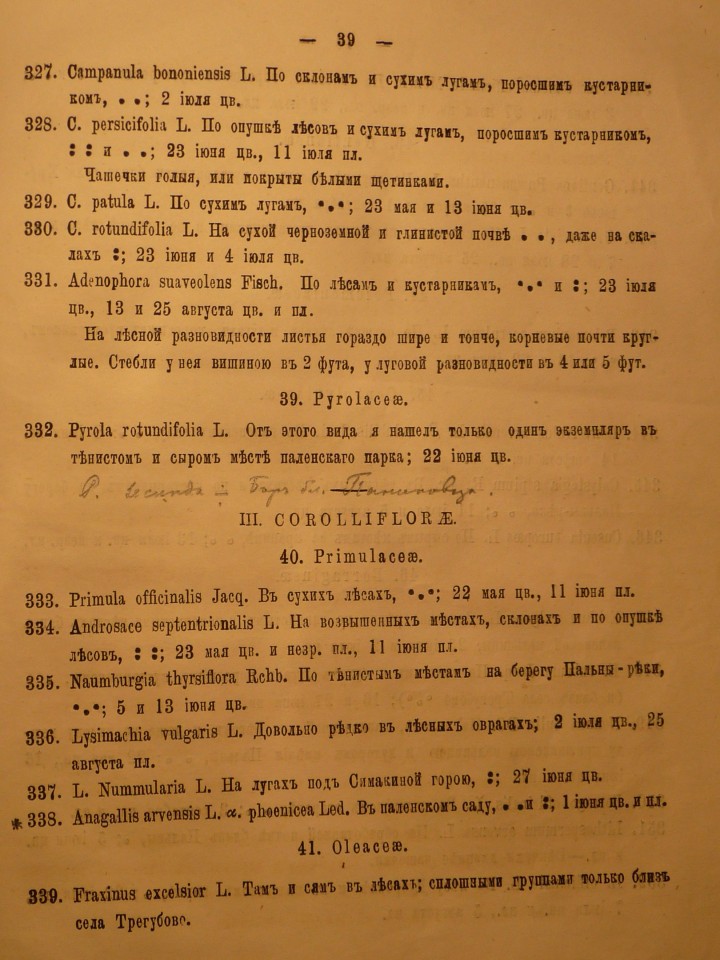 — 39 —
327. Campanula bononiensis L. По склонамъ и сухимъ лугамъ, поросшимъ кустарни-
комъ, • •; 2 іюля цв.
328. C. persicifolia L. По опушкѣ лѣсовъ и сухимъ лугамъ, поросшимъ кустарникомъ,
: : и • •; 23 іюня цв., 11 іюля пл.
Чашечки голыя, или покрыты бѣлыми щетинками.
329. C. patula L. По сухимъ лугамъ, •.•; 23 мая и 13 іюня цв.
330. C. rotundifolia L. На сухой черноземной и глинистой почвѣ • •, даже на ска-
лахъ :; 23 іюня и 4 іюля цв.
331. Adenophora suaveolens Fisch. По лѣсамъ и кустарникамъ, •.• и :; 23 іюля
цв., 13 и 25 августа цв. и пл.
На лѣсной разновидности листья гораздо шире и тонче, корневые почти круг-
лые. Стебли у нея вишиною въ 2 фута, у луговой разновидности въ 4 или 5 фут.
39. Pyrolaceæ.
332. Pyrola rotundifolia L. Отъ этого вида я нашелъ только одинъ экземпляръ въ
тѣнистомъ и сыромъ мѣстѣ паленскаго парка; 22 іюня цв.
P. secunda
III. COROLLIFLORÆ.
40. Primulaceæ.
333. Primula officinalis Jacq. Въ сухихъ лѣсахъ, •.•; 22 мая цв., 11 іюня пл.
334. Androsace septentrionalis L. На возвышенныхъ мѣстахъ, склонахъ и по опушкѣ
лѣсовъ, : :; 23 мая цв. и незр. пл., 11 іюня пл.
335. Naumburgia thyrsiflora Rchb. По тѣнистымъ мѣстамъ на берегу Пальны-рѣки,
•.•; 5 и 13 іюня цв.
336. Lysimachia vulgaris L. Довольно рѣдко въ лѣсныхъ оврагахъ; 2 іюля цв., 25
августа пл.
337. L. Nummularia L. На лугахъ подъ Симакиной горою, :; 27 іюня цв.
* 338. Anagallis arvensis L. α. phoenicea Led. Въ паленскомъ саду, • • и :; 1 іюня цв. и пл.
41. Oleaceæ.
339. Fraxinus excelsior L. Тамъ и сямъ въ лѣсахъ; сплошными группами только близъ
села Трегубово.